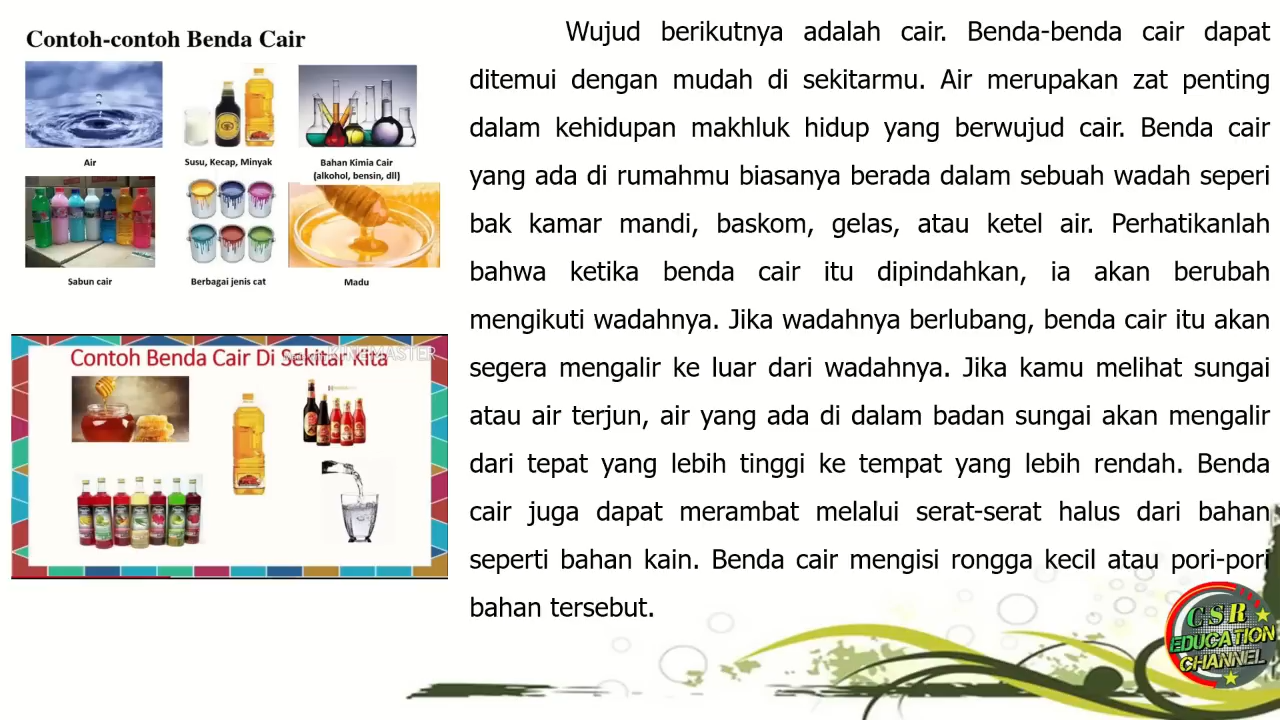 Contoh-contoh Benda Cair
Air
Susu, Kecap, Minyak
Bahan Kimia Cair
(alkohol, bensin, dll)
Sabun cair
Berbagai jenis cat
Madu
Contoh Benda Cair Di Sekitar Kita
KINEMASTER
Wujud berikutnya adalah cair. Benda-benda cair dapat
ditemui dengan mudah di sekitarmu. Air merupakan zat penting
dalam kehidupan makhluk hidup yang berwujud cair. Benda cair
yang ada di rumahmu biasanya berada dalam sebuah wadah seperi
bak kamar mandi, baskom, gelas, atau ketel air. Perhatikanlah
bahwa ketika benda cair itu dipindahkan, ia akan berubah
mengikuti wadahnya. Jika wadahnya berlubang, benda cair itu akan
segera mengalir ke luar dari wadahnya. Jika kamu melihat sungai
atau air terjun, air yang ada di dalam badan sungai akan mengalir
dari tepat yang lebih tinggi ke tempat yang lebih rendah. Benda
cair juga dapat merambat melalui serat-serat halus dari bahan
seperti bahan kain. Benda cair mengisi rongga kecil atau pori-pori
bahan tersebut.
CSR
EDUCATION
CHANNEL